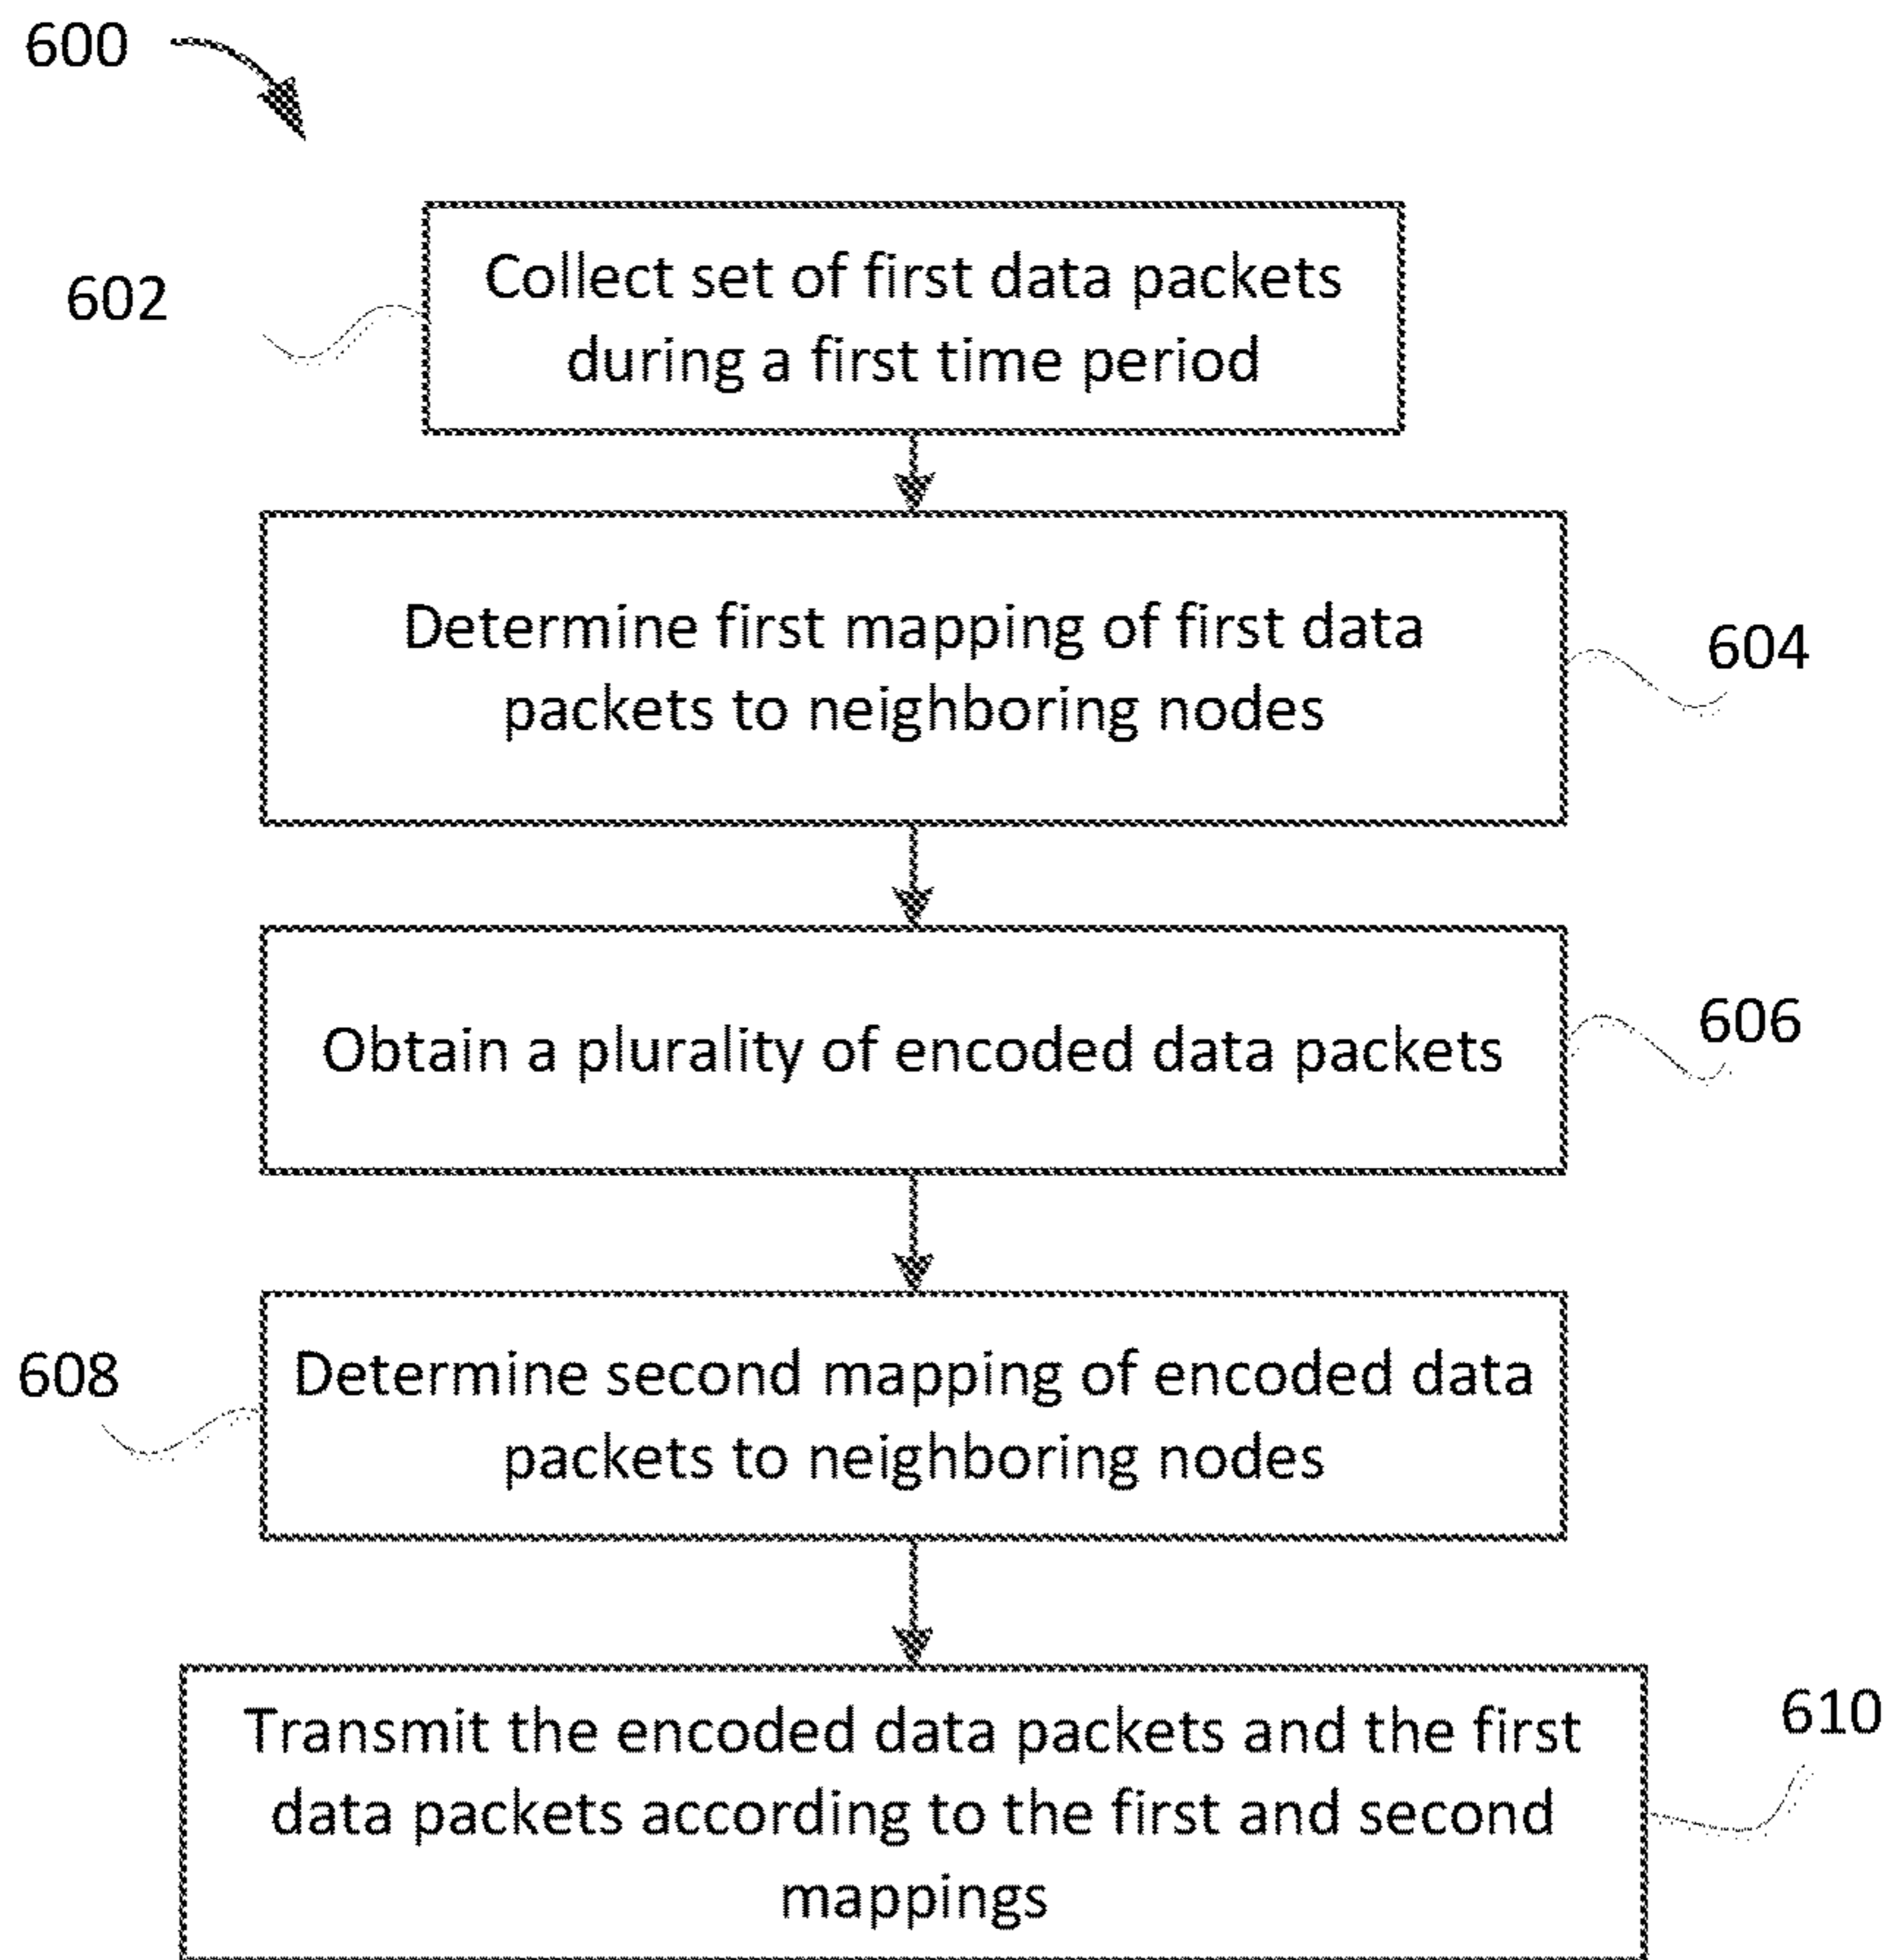 600
602
Collect set of first data packets
during a first time period
Determine first mapping of first data
packets to neighboring nodes
604
Obtain a plurality of encoded data packets
606
608
Determine second mapping of encoded data
packets to neighboring nodes
Transmit the encoded data packets and the first
data packets according to the first and second
mappings
610